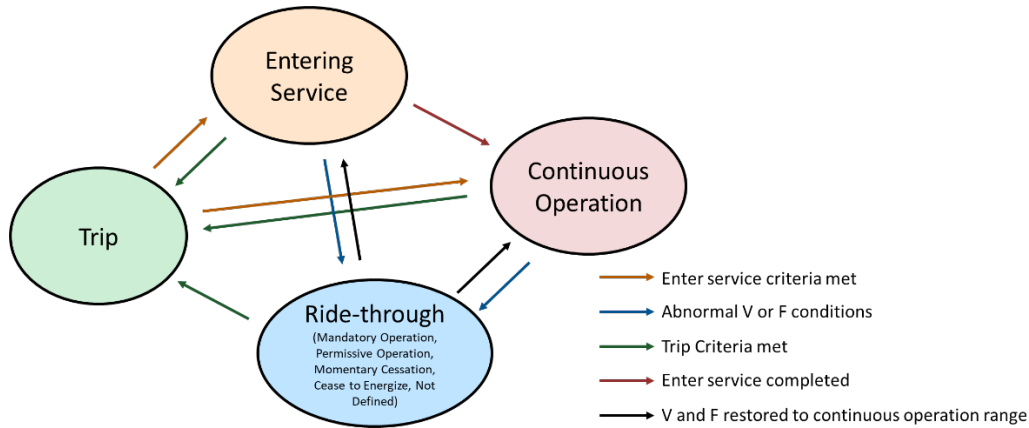 Entering
Service
Continuous
Operation
Trip
Ride-through
(Mandatory Operation,
Permissive Operation,
Momentary Cessation,
Cease to Energize, Not
Defined)
Enter service criteria met
Abnormal V or F conditions
Trip Criteria met
Enter service completed
V and F restored to continuous operation range